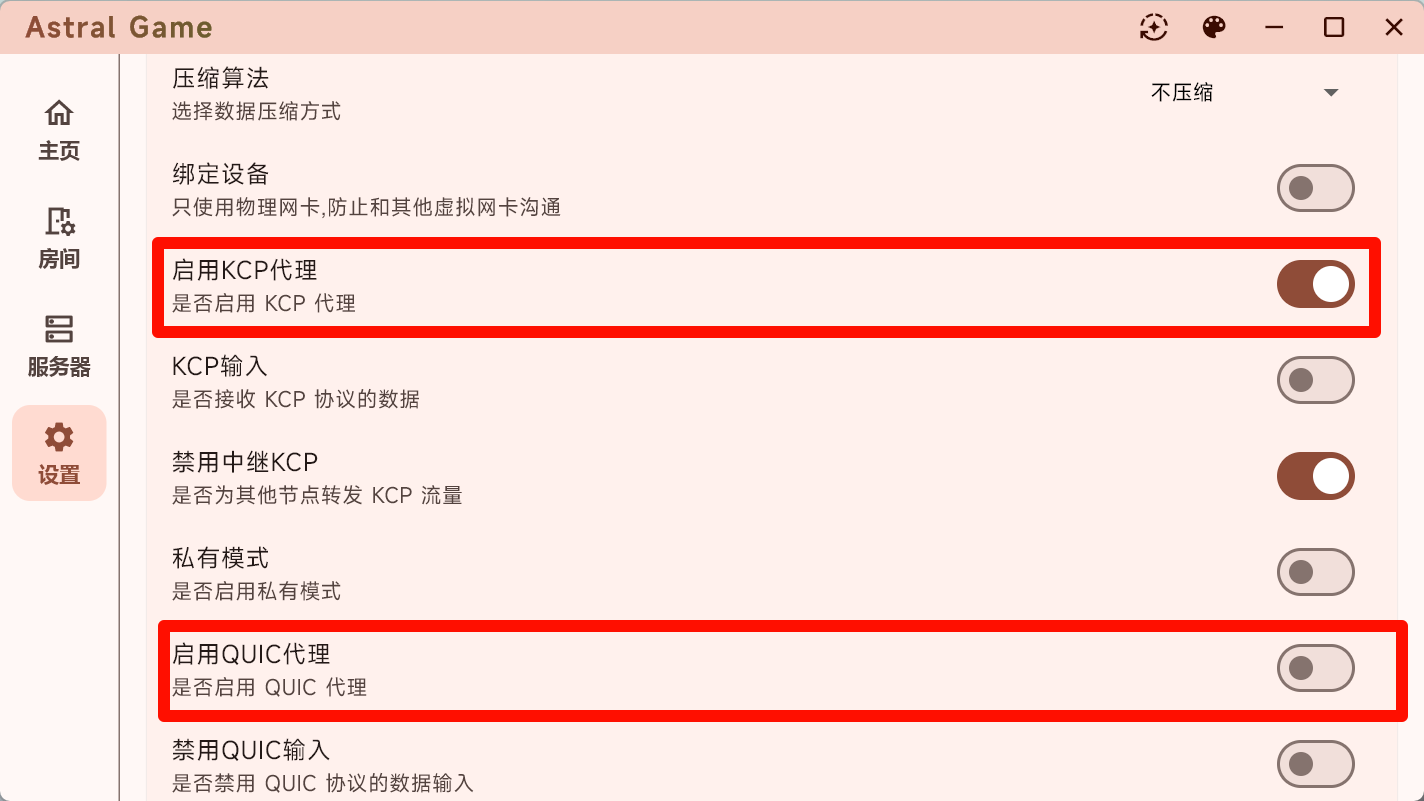 Astral Game
主页
房间
服务器
设置
压缩算法
选择数据压缩方式
不压缩
绑定设备
只使用物理网卡,防止和其他虚拟网卡沟通
启用KCP代理
是否启用 KCP 代理
KCP输入
是否接收 KCP 协议的数据
禁用中继KCP
是否为其他节点转发 KCP 流量
私有模式
是否启用私有模式
启用QUIC代理
是否启用 QUIC 代理
禁用QUIC输入
是否禁用 QUIC 协议的数据输入